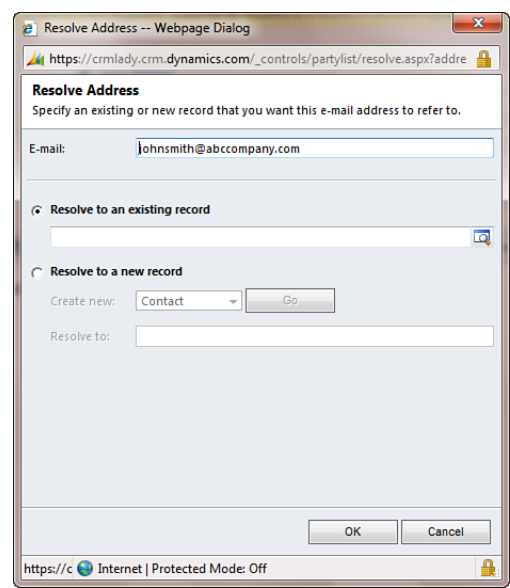 Resolve Address -- Webpage Dialog
https://crmlady.crm.dynamics.com/_controls/partylist/resolve.aspx?addre
Resolve Address
Specify an existing or new record that you want this e-mail address to refer to.
E-mail: johnsmith@abccompany.com
Resolve to an existing record
Resolve to a new record
Create new: Contact Go
Resolve to:
OK Cancel
https://c Internet | Protected Mode: Off